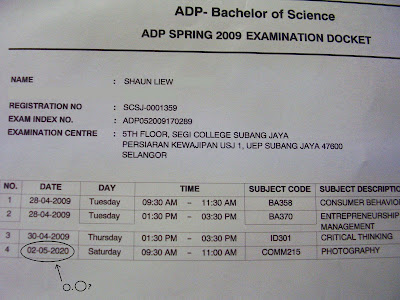 ADP- Bachelor of Science
ADP SPRING 2009 EXAMINATION DOCKET
NAME : SHAUN LIEW
REGISTRATION NO : SCSJ-0001359
EXAM INDEX NO. : ADP052009170289
EXAMINATION CENTRE : 5TH FLOOR, SEGI COLLEGE SUBANG JAYA
PERSIARAN KEWAJIPAN USJ 1, UEP SUBANG JAYA 47600
SELANGOR
NO. DATE DAY TIME SUBJECT CODE SUBJECT DESCRIPTI
1 28-04-2009 Tuesday 09:30 AM - 11:30 AM BA358 CONSUMER BEHAVIO
2 28-04-2009 Tuesday 01:30 PM - 03:30 PM BA370 ENTREPRENEURSHIP
MANAGEMENT
3 30-04-2009 Thursday 01:30 PM - 03:30 PM ID301 CRITICAL THINKING
4 02-05-2020 Saturday 09:30 AM - 11:00 AM COMM215 PHOTOGRAPHY
o.O?